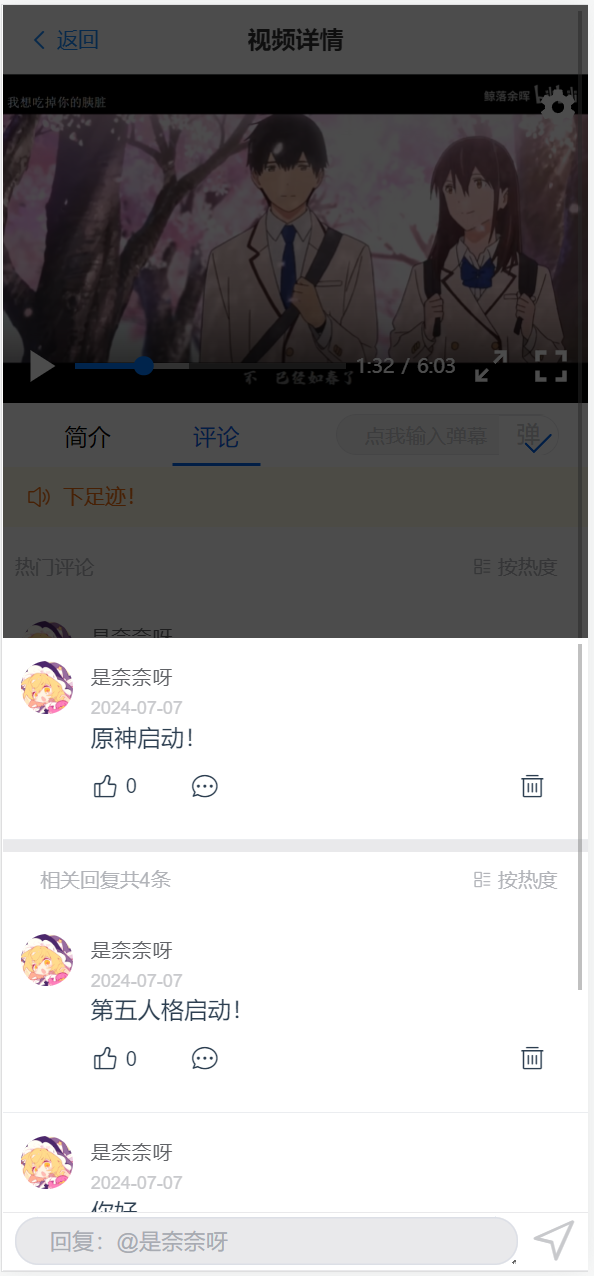 返回
视频详情
我想吃掉你的胰脏
鲸落余晖
不 已经如春了
1:32 / 6:03
简介
评论
点我输入弹幕
弹
下足迹！
热门评论
按热度
是奈奈呀
是奈奈呀
2024-07-07
原神启动！
0
相关回复共4条
按热度
是奈奈呀
2024-07-07
第五人格启动！
0
是奈奈呀
2024-07-07
你好
回复：@是奈奈呀